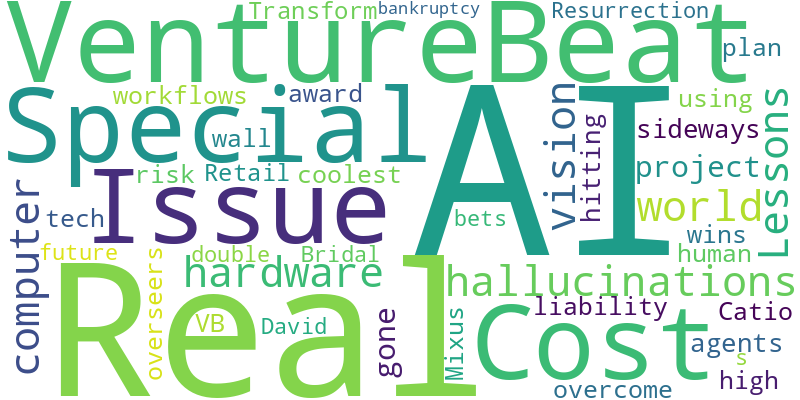 Transform
bankruptcy
Resurrection
VentureBeat
plan
workflows
award
using
Special
AI
vision
hitting
sideways
Lessons
wall
risk
Retail
coolest
project
Issue
world
computer
tech
bets
wins
future
overseers
double
Bridal
human
hardware
hallucinations
Real
VB
David
gone
Mixus
liability
Catio
Cost
agents
s
high
overcome